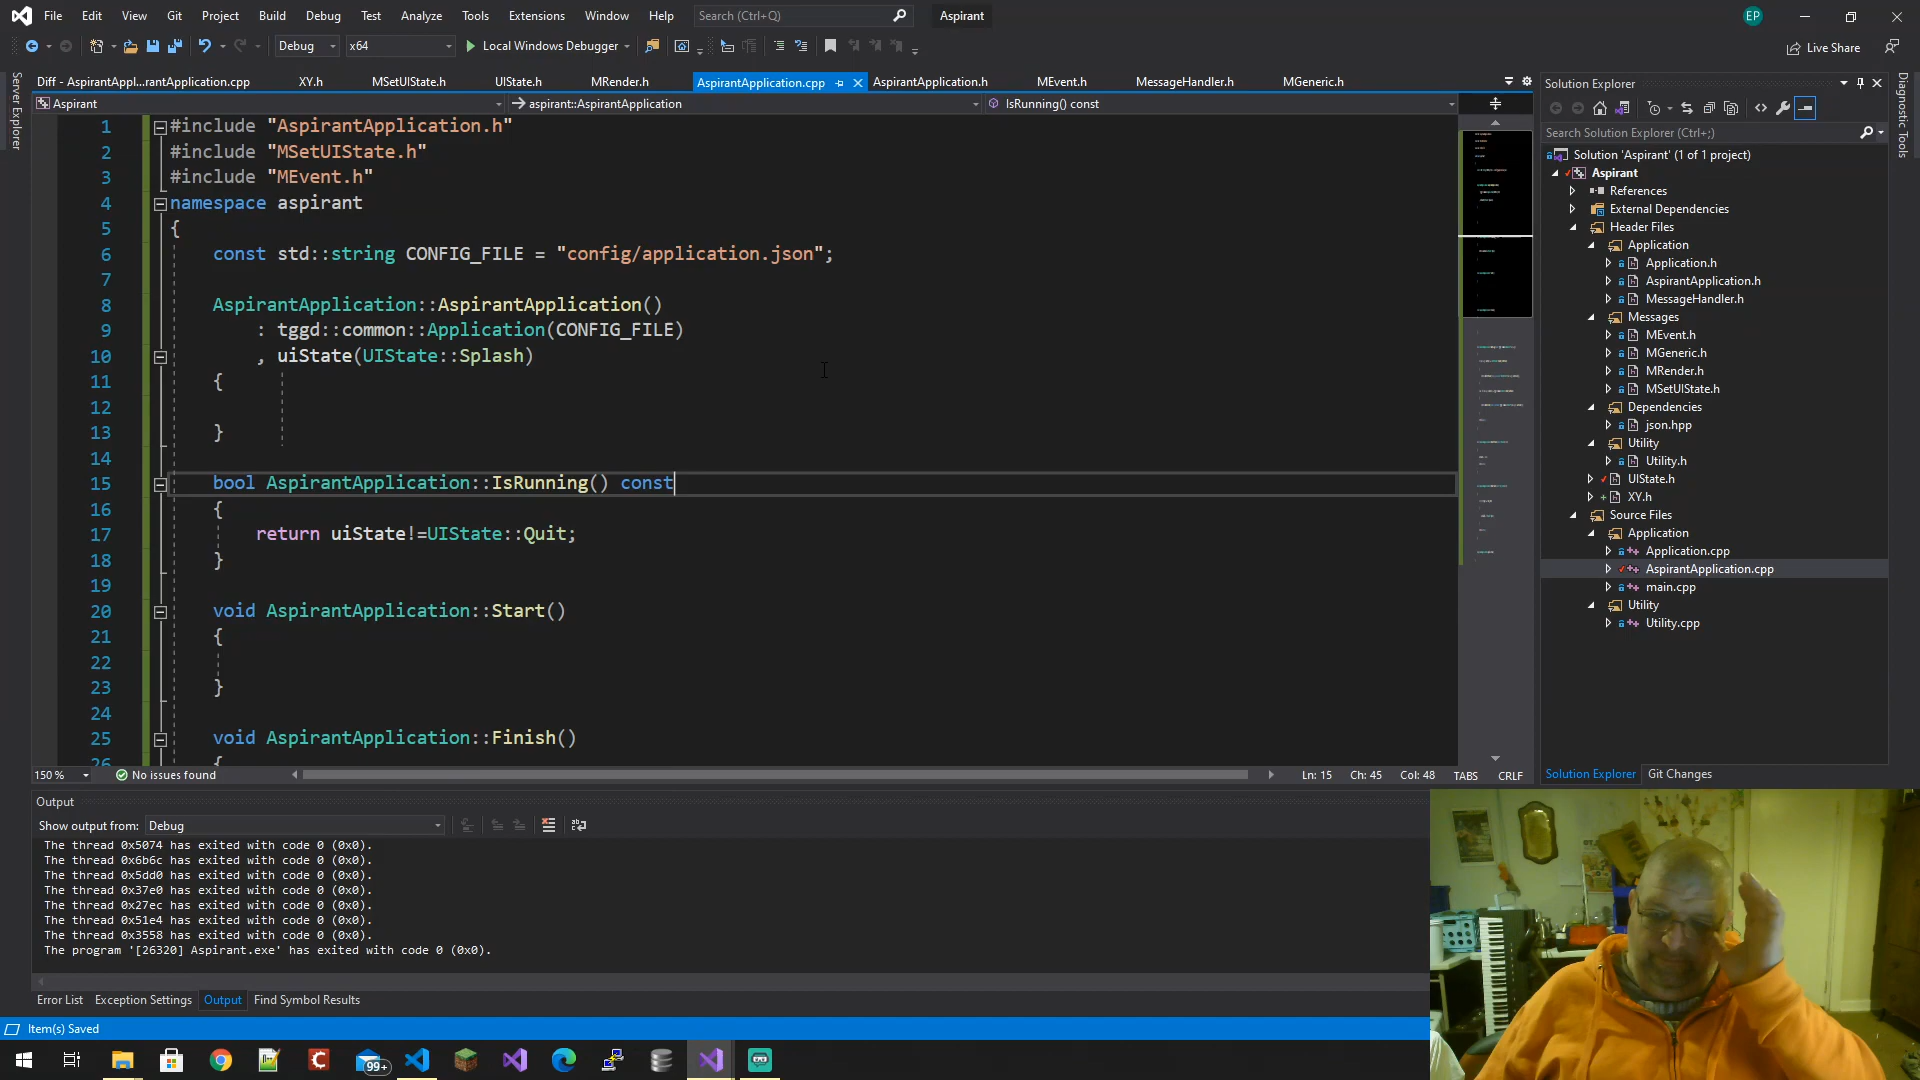 File Edit View Git Project Build Debug Test Analyze Tools Extensions Window Help Search (Ctrl+Q) Aspirant EP
Debug x64 Local Windows Debugger Live Share
Diff - AspirantAppl...rantApplication.cpp XY.h MSetUIState.h UIState.h MRender.h AspirantApplication.cpp AspirantApplication.h MEvent.h MessageHandler.h MGeneric.h
Aspirant aspirant::AspirantApplication IsRunning() const
Server Explorer
1 #include "AspirantApplication.h"
2 #include "MSetUIState.h"
3 #include "MEvent.h"
4 namespace aspirant
5 {
6 const std::string CONFIG_FILE = "config/application.json";
7
8 AspirantApplication::AspirantApplication()
9 : tggd::common::Application(CONFIG_FILE)
10 , uiState(UIState::Splash)
11 {
12
13 }
14
15 bool AspirantApplication::IsRunning() const
16 {
17 return uiState!=UIState::Quit;
18 }
19
20 void AspirantApplication::Start()
21 {
22
23 }
24
25 void AspirantApplication::Finish()
26 {
150 % No issues found Ln: 15 Ch: 45 Col: 48 TABS CRLF
Solution Explorer
Search Solution Explorer (Ctrl+;)
Solution 'Aspirant' (1 of 1 project)
Aspirant
References
External Dependencies
Header Files
Application
Application.h
AspirantApplication.h
MessageHandler.h
Messages
MEvent.h
MGeneric.h
MRender.h
MSetUIState.h
Dependencies
json.hpp
Utility
Utility.h
UIState.h
XY.h
Source Files
Application
Application.cpp
AspirantApplication.cpp
main.cpp
Utility
Utility.cpp
Solution Explorer Git Changes
Diagnostic Tools
Output
Show output from: Debug
The thread 0x5074 has exited with code 0 (0x0).
The thread 0x6b6c has exited with code 0 (0x0).
The thread 0x5dd0 has exited with code 0 (0x0).
The thread 0x37e0 has exited with code 0 (0x0).
The thread 0x27ec has exited with code 0 (0x0).
The thread 0x51e4 has exited with code 0 (0x0).
The thread 0x3558 has exited with code 0 (0x0).
The program '[26320] Aspirant.exe' has exited with code 0 (0x0).
Error List Exception Settings Output Find Symbol Results
Item(s) Saved
99+